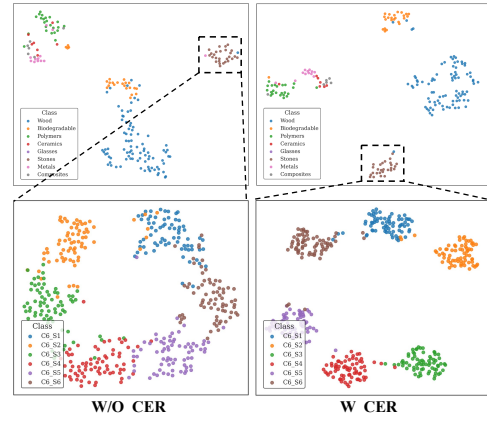 Class
Wood
Biodegradable
Polymers
Ceramics
Glasses
Stones
Metals
Composites
Class
Wood
Biodegradable
Polymers
Ceramics
Glasses
Stones
Metals
Composites
Class
C6_S1
C6_S2
C6_S3
C6_S4
C6_S5
C6_S6
Class
C6_S1
C6_S2
C6_S3
C6_S4
C6_S5
C6_S6
W/O CER
W CER